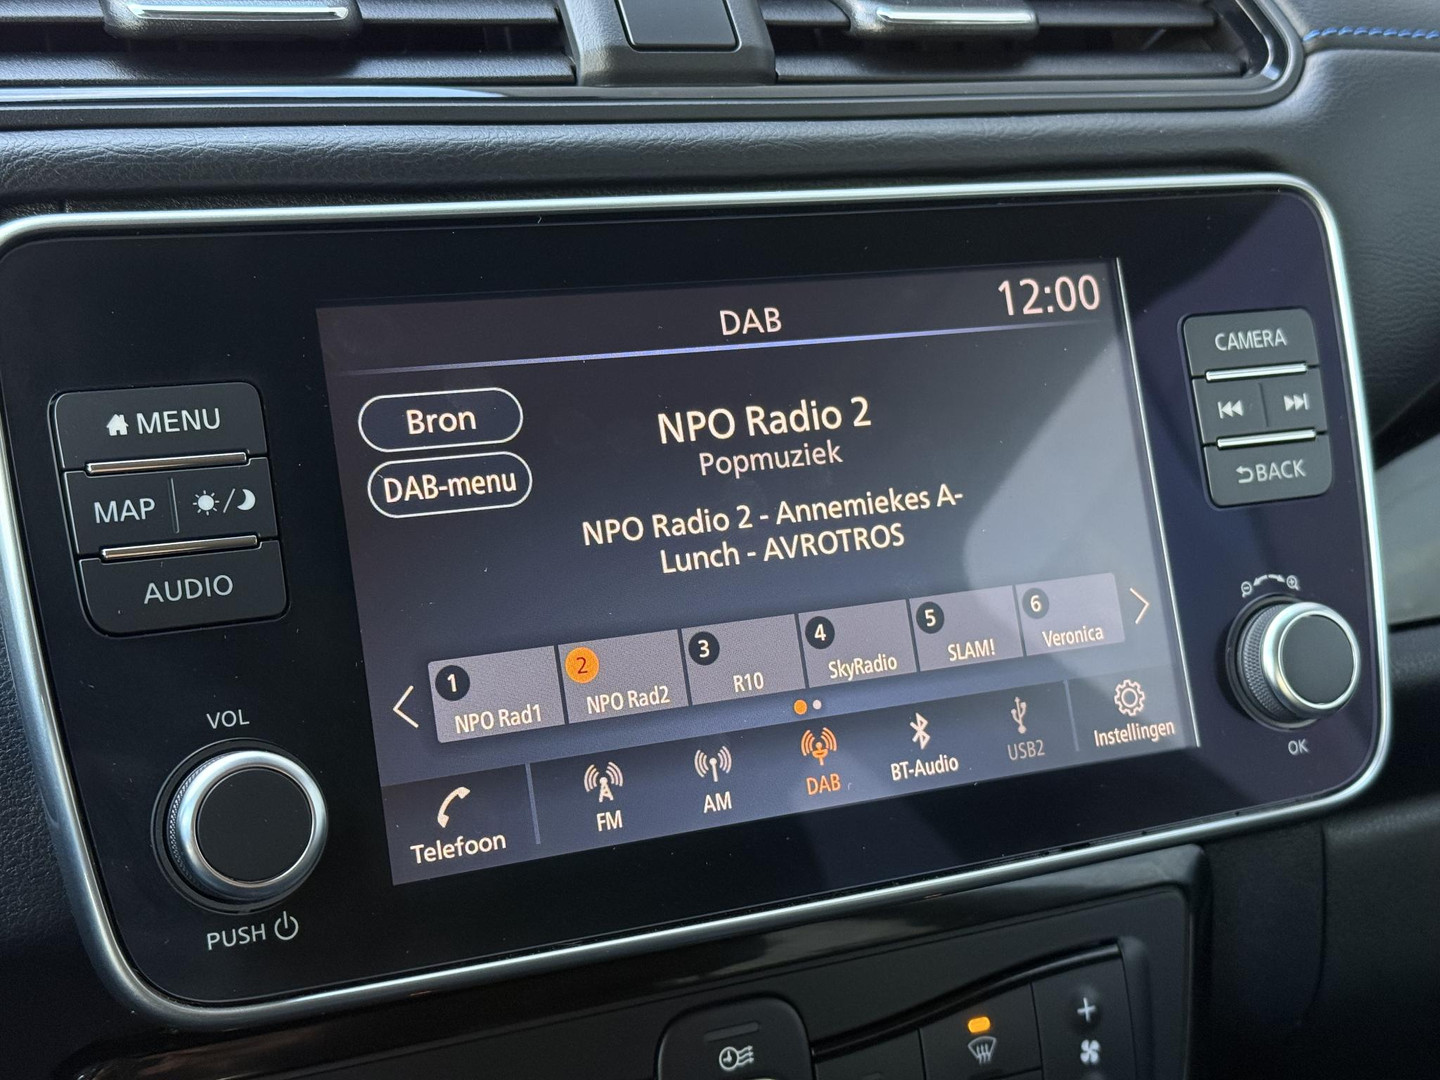 DAB
12:00
Bron
DAB-menu
NPO Radio 2
Popmuziek
NPO Radio 2 - Annemiekes A-
Lunch - AVROTROS
1 NPO Rad1
2 NPO Rad2
3 R10
4 SkyRadio
5 SLAM!
6 Veronica
Telefoon
FM
AM
DAB
BT-Audio
USB2
Instellingen
MENU
MAP
AUDIO
VOL
PUSH
CAMERA
BACK
OK